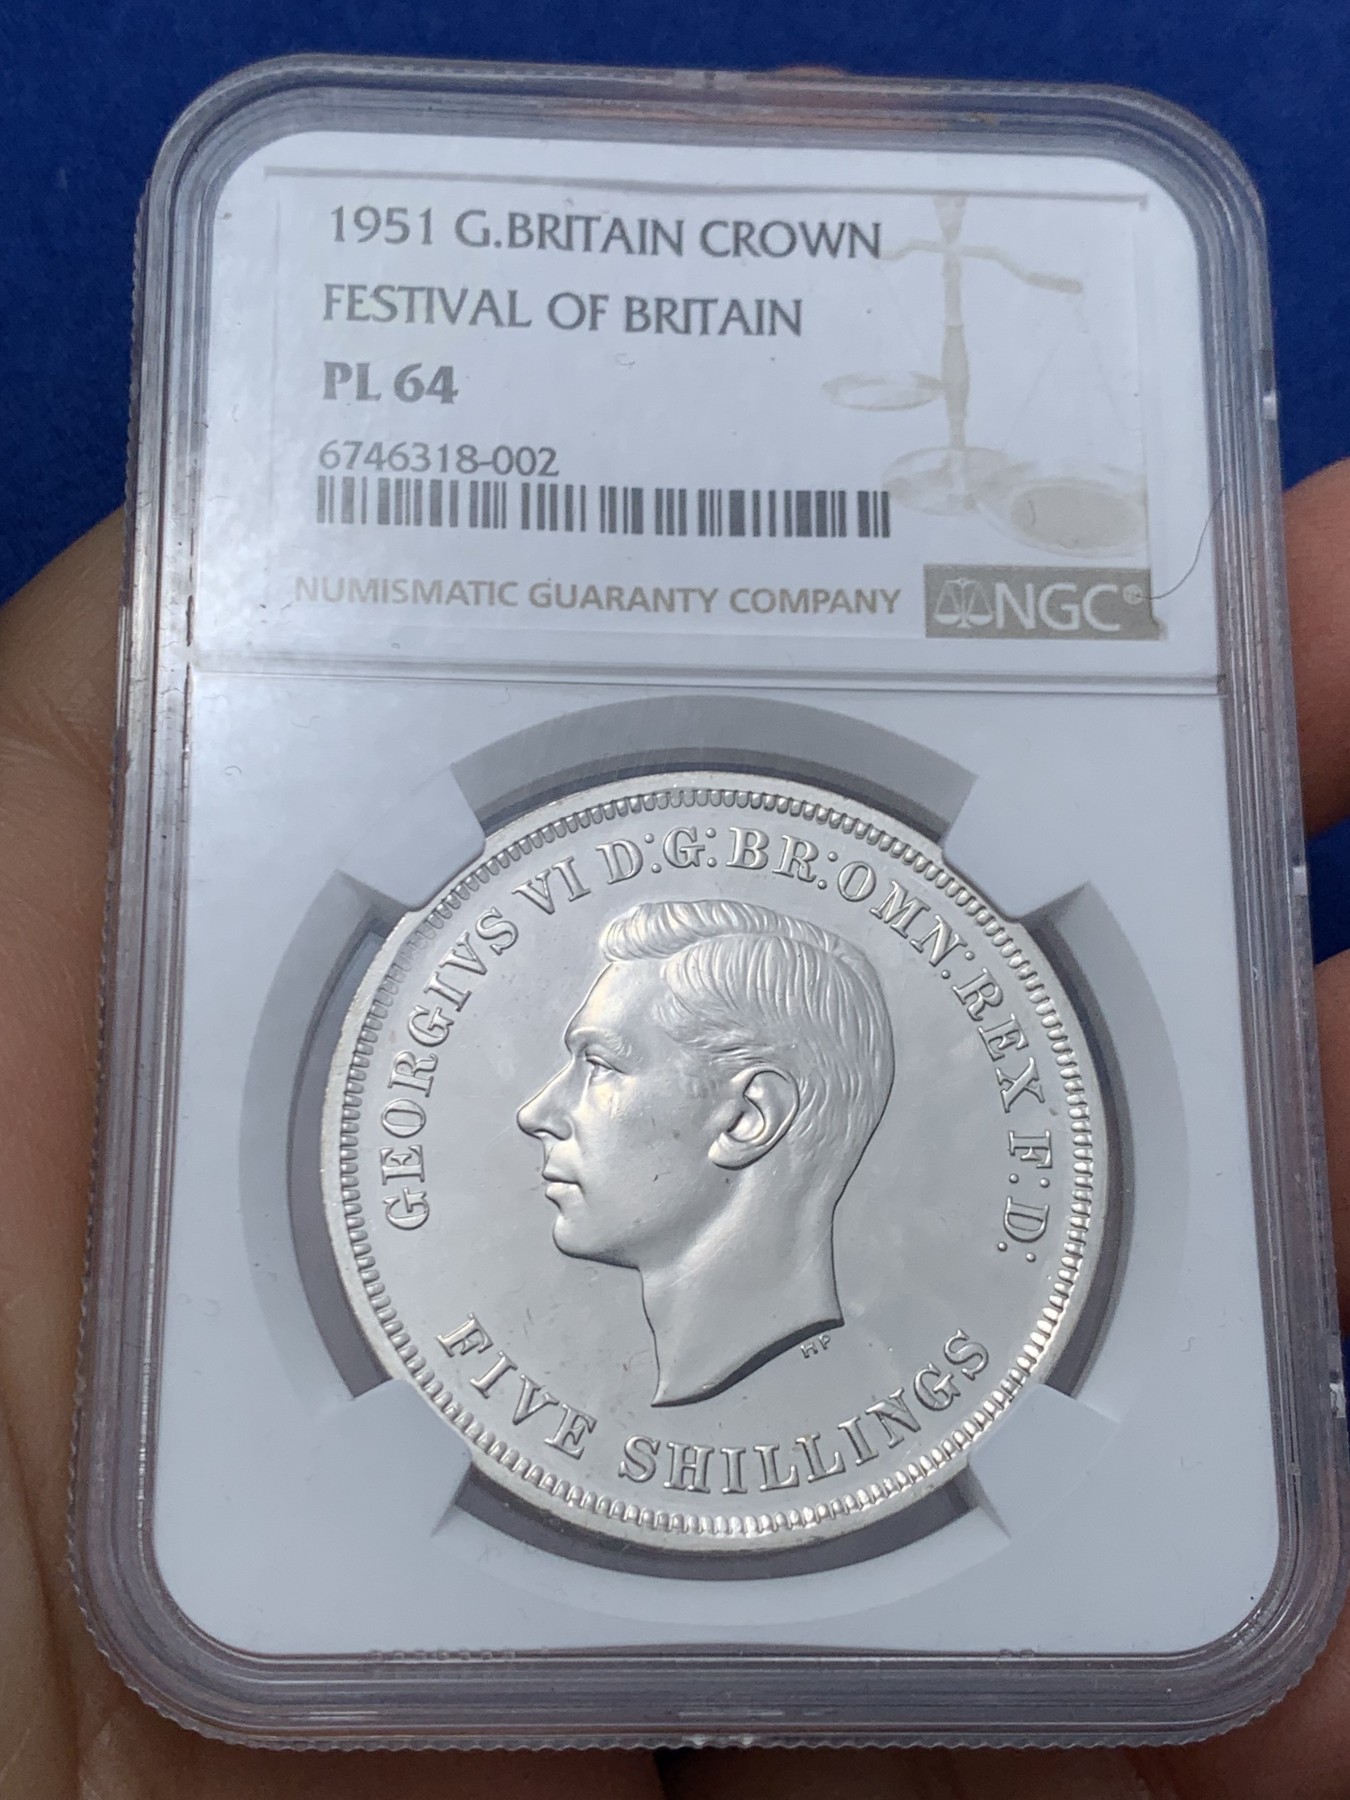 1951 G.BRITAIN CROWN
FESTIVAL OF BRITAIN
PL 64
6746318-002
NUMISMATIC GUARANTY COMPANY
NGC
GEORGIVS VI D:G:BR:OMN:REX F:D:
HP
FIVE SHILLINGS